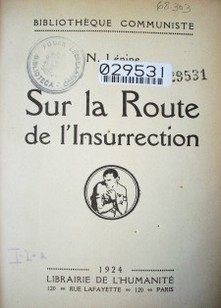 68303
BIBLIOTHÈQUE COMMUNISTE
N. Lénine
029531
29531
Sur la Route
de l'Insurrection
1924
LIBRAIRIE DE L'HUMANITÉ
120 = RUE LAFAYETTE = 120 = PARIS